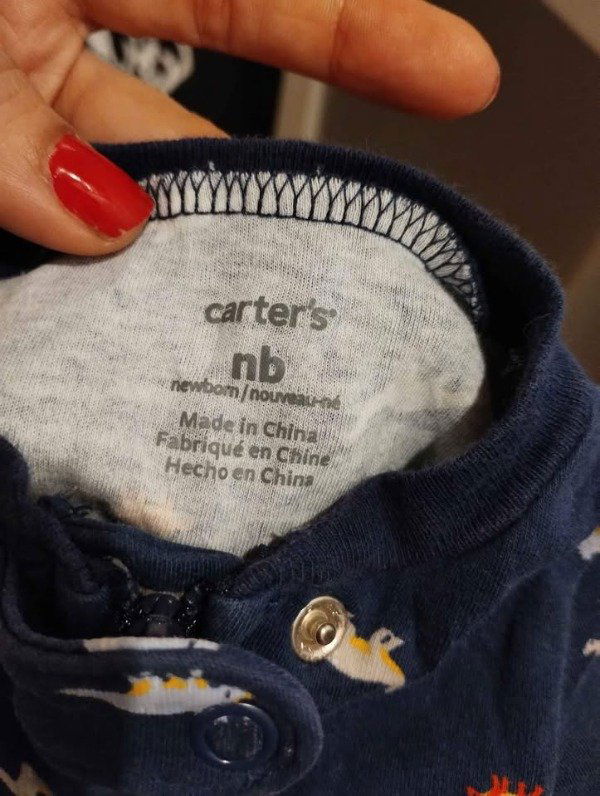 carter's
nb
newborn/nouveau-né
Made in China
Fabriqué en Chine
Hecho en China